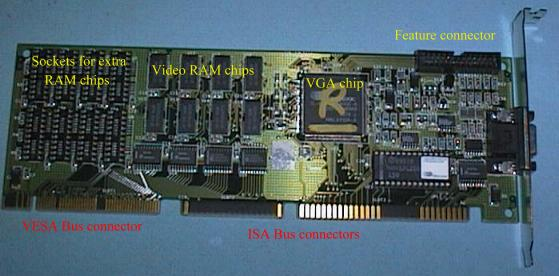 Feature connector
Sockets for extra
RAM chips
Video RAM chips
VGA chip
R
VESA Bus connector
ISA Bus connectors